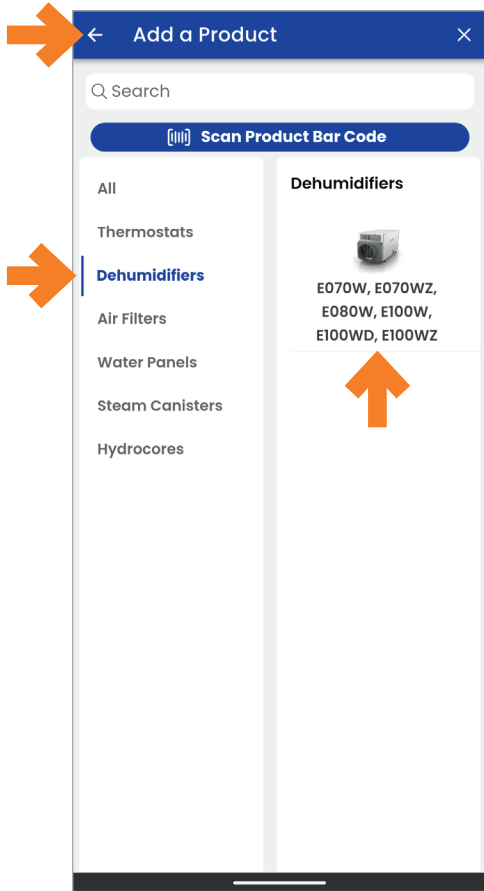 Add a Product
Search
Scan Product Bar Code
All
Thermostats
Dehumidifiers
Air Filters
Water Panels
Steam Canisters
Hydrocores
Dehumidifiers
E070W, E070WZ,
E080W, E100W,
E100WD, E100WZ